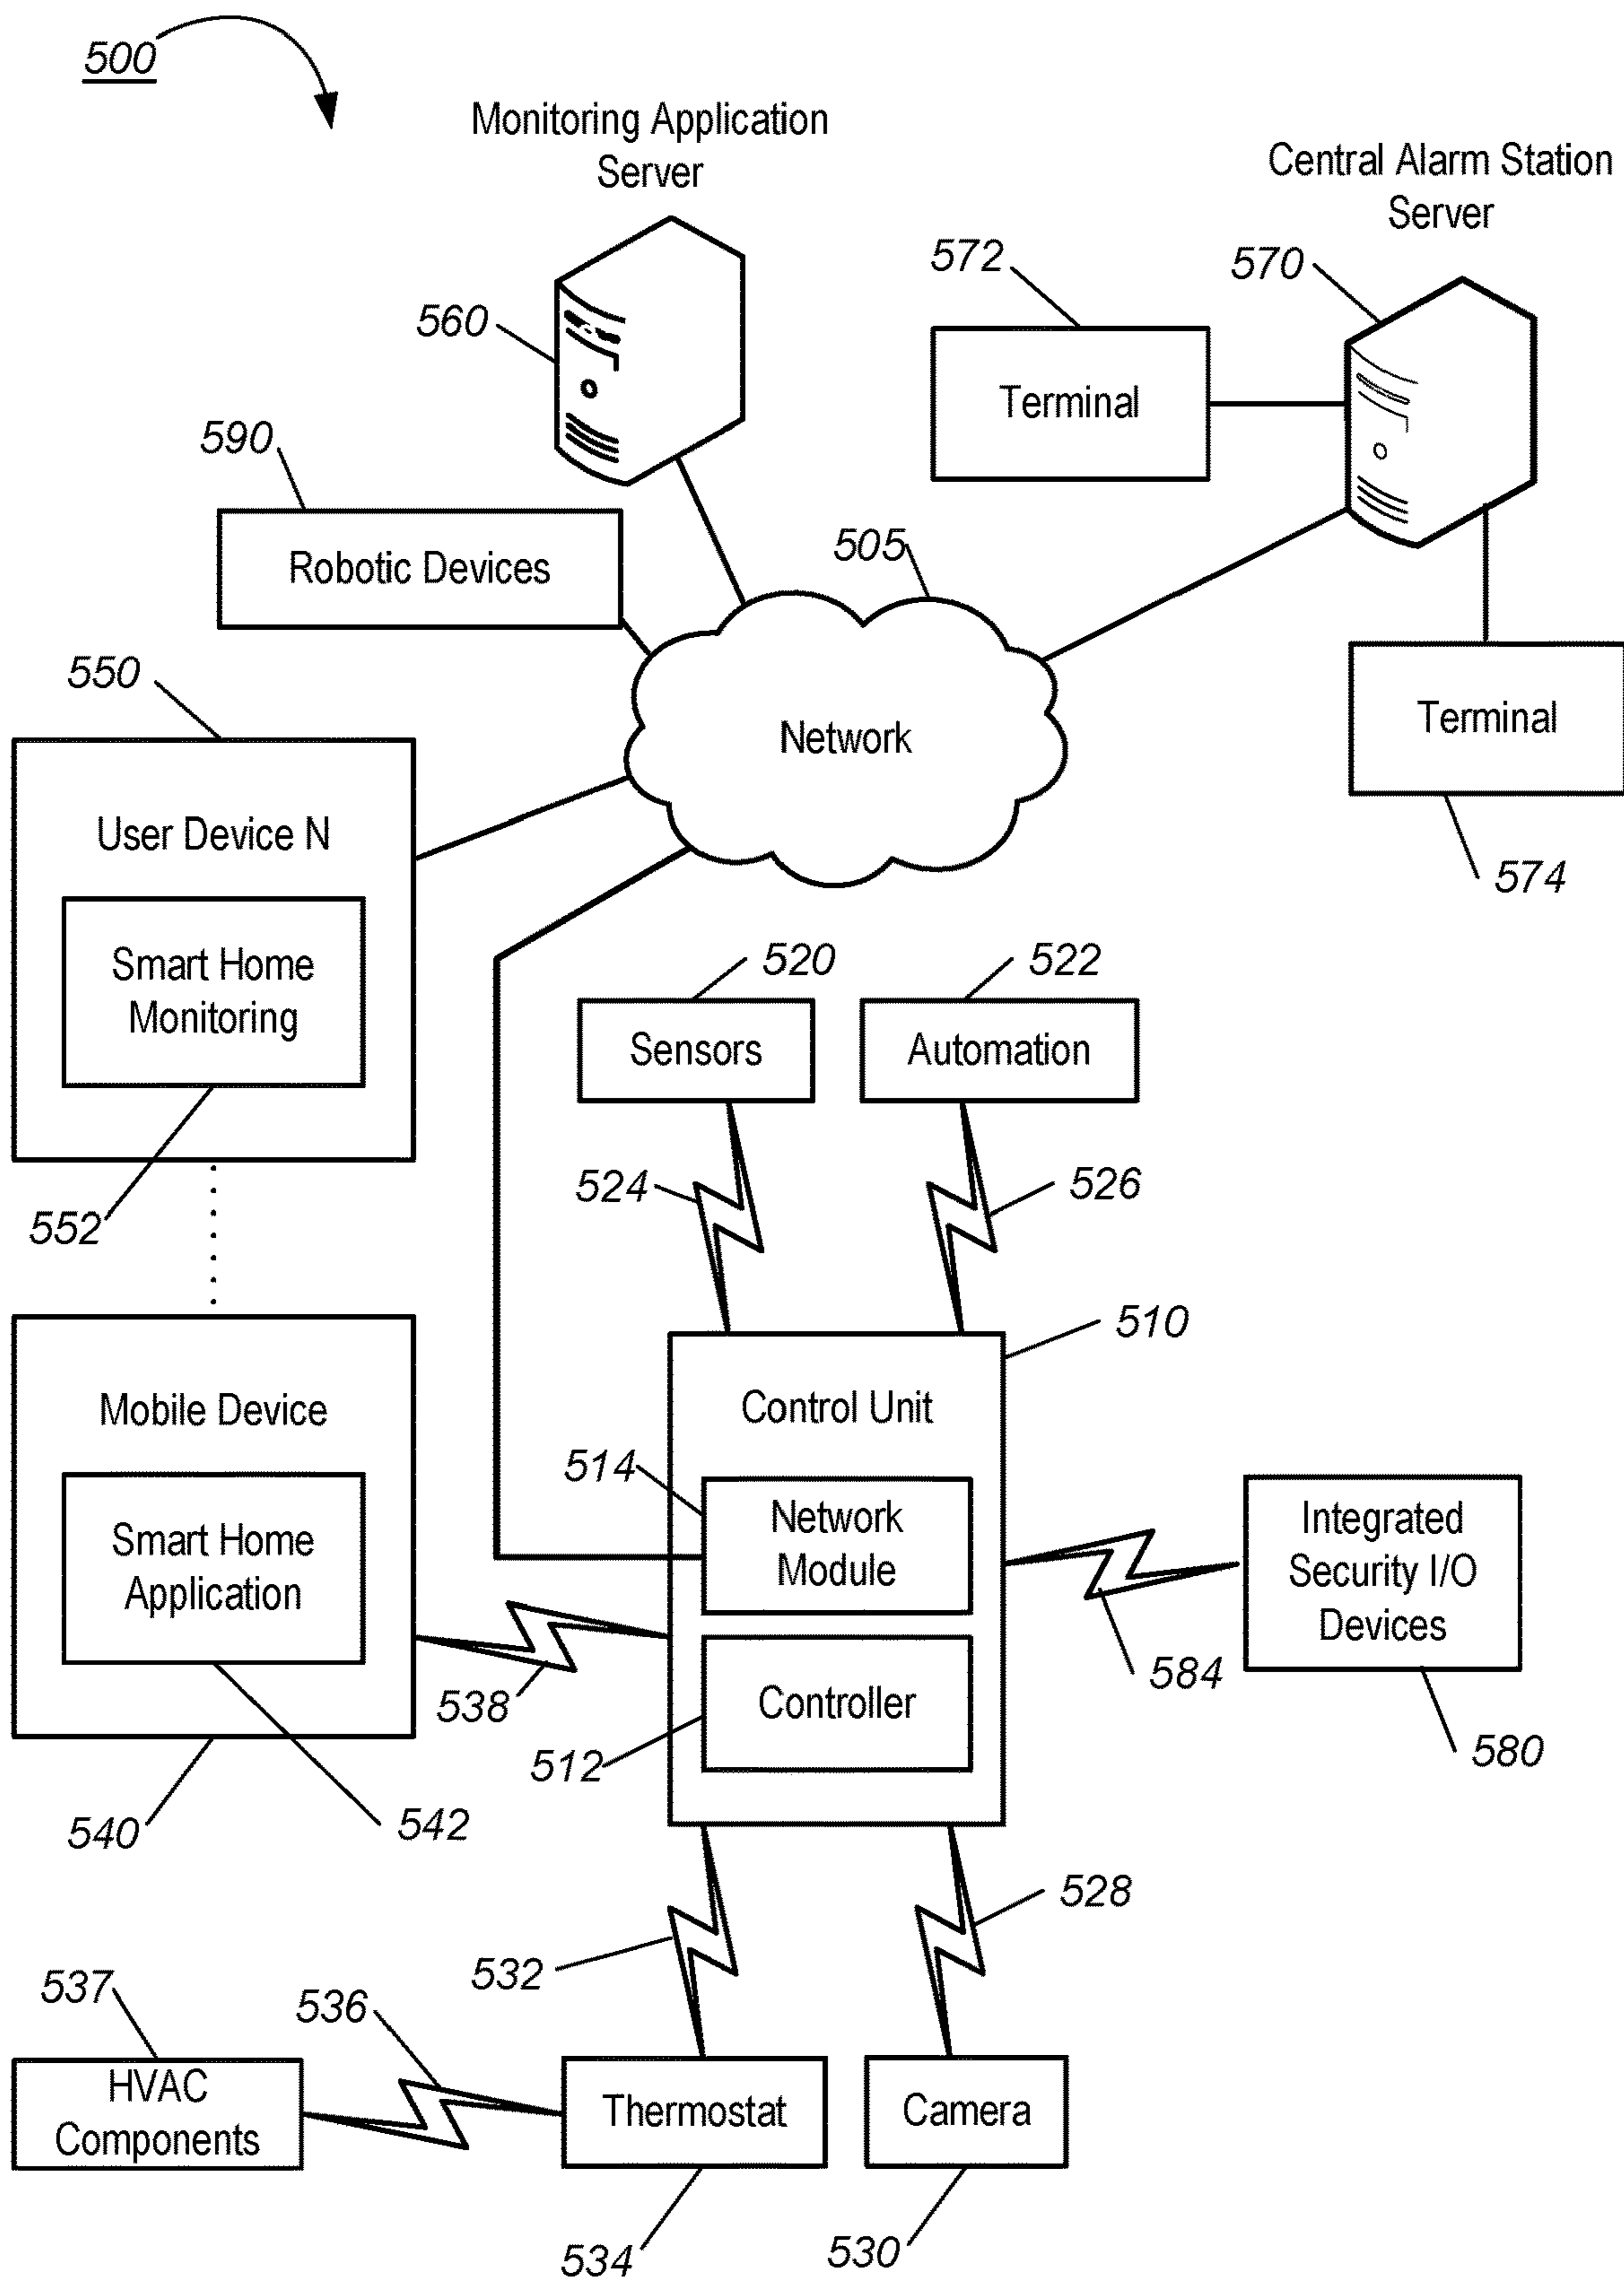 500
Monitoring Application
Server
Central Alarm Station
Server
572
570
560
Terminal
590
505
Robotic Devices
550
Terminal
Network
User Device N
574
Smart Home
Monitoring
520
522
Sensors
Automation
524
526
552
510
Mobile Device
Control Unit
514
Network
Module
Integrated
Security I/O
Devices
Smart Home
Application
584
538
Controller
512
580
540
542
528
532
537
536
HVAC
Components
Thermostat
Camera
534
530